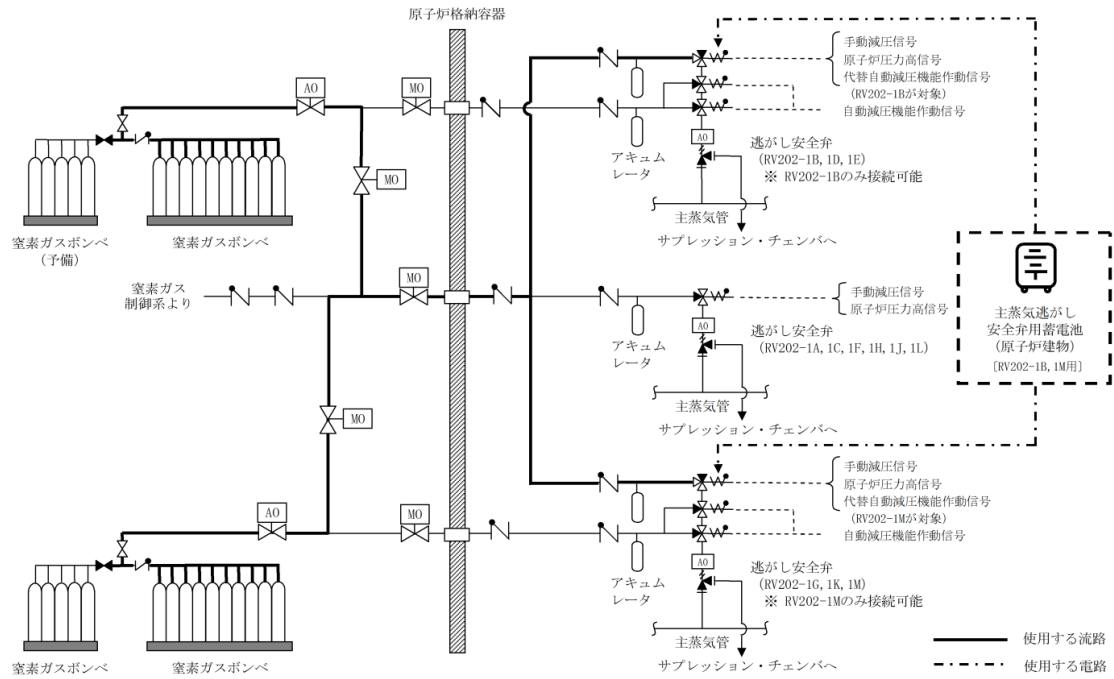 原子炉格納容器
手動減圧信号
原子炉圧力高信号
代替自動減圧機能作動信号
(RV202-1Bが対象)
自動減圧機能作動信号
AO
MO
アキュム
レータ
AO
逃がし安全弁
(RV202-1B, 1D, 1E)
※ RV202-1Bのみ接続可能
MO
主蒸気管
サプレッション・チェンバへ
窒素ガスボンベ
(予備)
窒素ガスボンベ
窒素ガス
制御系より
MO
手動減圧信号
原子炉圧力高信号
アキュム
レータ
AO
逃がし安全弁
(RV202-1A, 1C, 1F, 1H, 1J, 1L)
主蒸気管
サプレッション・チェンバへ
主蒸気逃がし
安全弁用蓄電池
(原子炉建物)
[RV202-1B, 1M用]
MO
手動減圧信号
原子炉圧力高信号
代替自動減圧機能作動信号
(RV202-1Mが対象)
自動減圧機能作動信号
AO
MO
アキュム
レータ
AO
逃がし安全弁
(RV202-1G, 1K, 1M)
※ RV202-1Mのみ接続可能
主蒸気管
サプレッション・チェンバへ
窒素ガスボンベ
窒素ガスボンベ
使用する流路
使用する電路